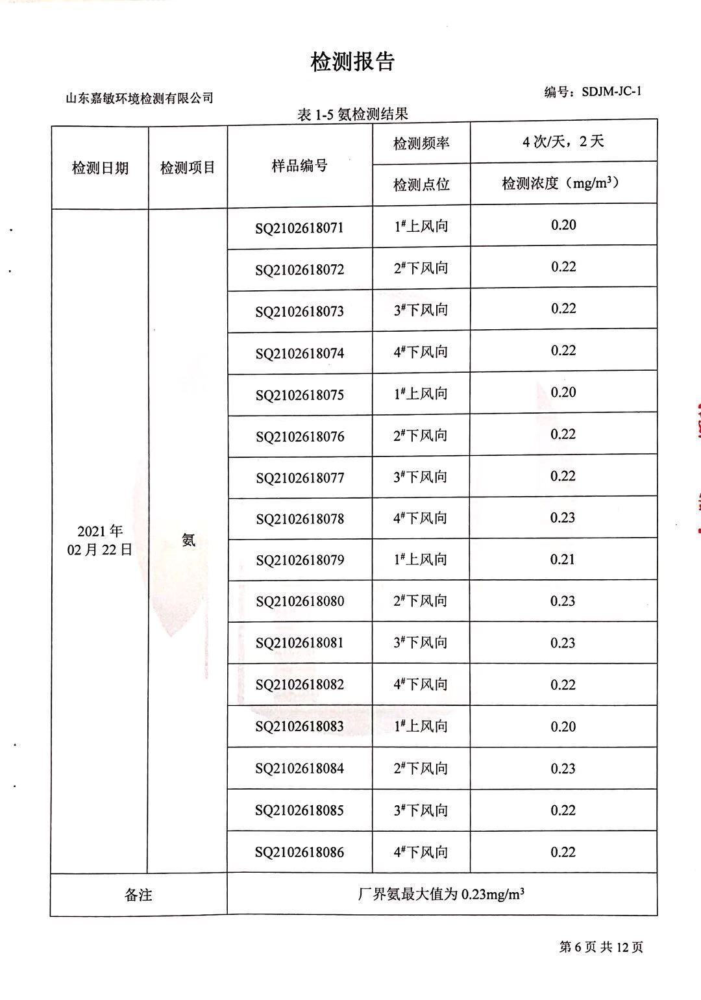 检测报告
山东嘉敏环境检测有限公司
编号：SDJM-JC-1
表 1-5 氨检测结果
检测日期 检测项目 样品编号 检测频率 4 次/天，2 天
检测点位 检测浓度（mg/m³）
SQ2102618071 1#上风向 0.20
SQ2102618072 2#下风向 0.22
SQ2102618073 3#下风向 0.22
SQ2102618074 4#下风向 0.22
SQ2102618075 1#上风向 0.20
SQ2102618076 2#下风向 0.22
SQ2102618077 3#下风向 0.22
SQ2102618078 4#下风向 0.23
2021 年
02 月 22 日
氨
SQ2102618079 1#上风向 0.21
SQ2102618080 2#下风向 0.23
SQ2102618081 3#下风向 0.23
SQ2102618082 4#下风向 0.22
SQ2102618083 1#上风向 0.20
SQ2102618084 2#下风向 0.23
SQ2102618085 3#下风向 0.22
SQ2102618086 4#下风向 0.22
备注 厂界氨最大值为 0.23mg/m³
第 6 页 共 12 页